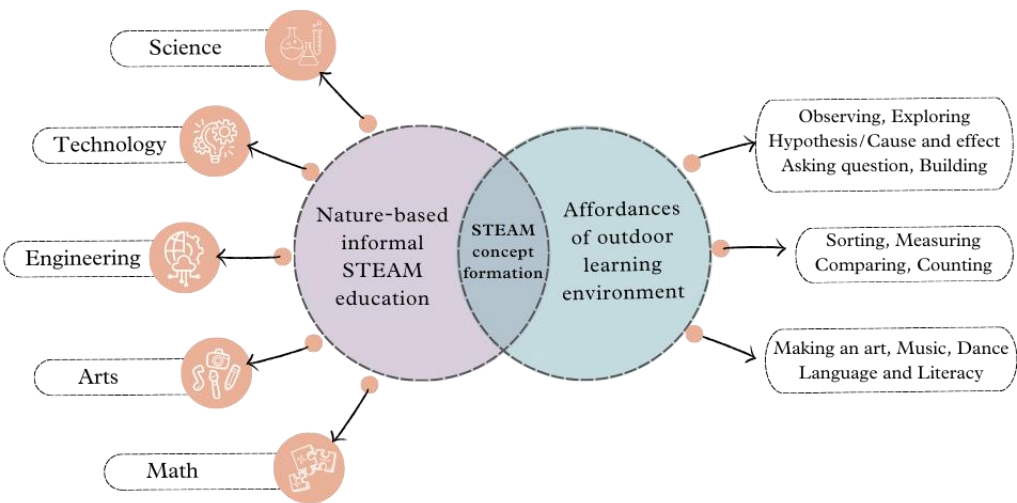 Science
Technology
Engineering
Arts
Math
Nature-based
informal
STEAM
education
STEAM
concept
formation
Affordances
of outdoor
learning
environment
Observing, Exploring
Hypothesis/Cause and effect
Asking question, Building
Sorting, Measuring
Comparing, Counting
Making an art, Music, Dance
Language and Literacy